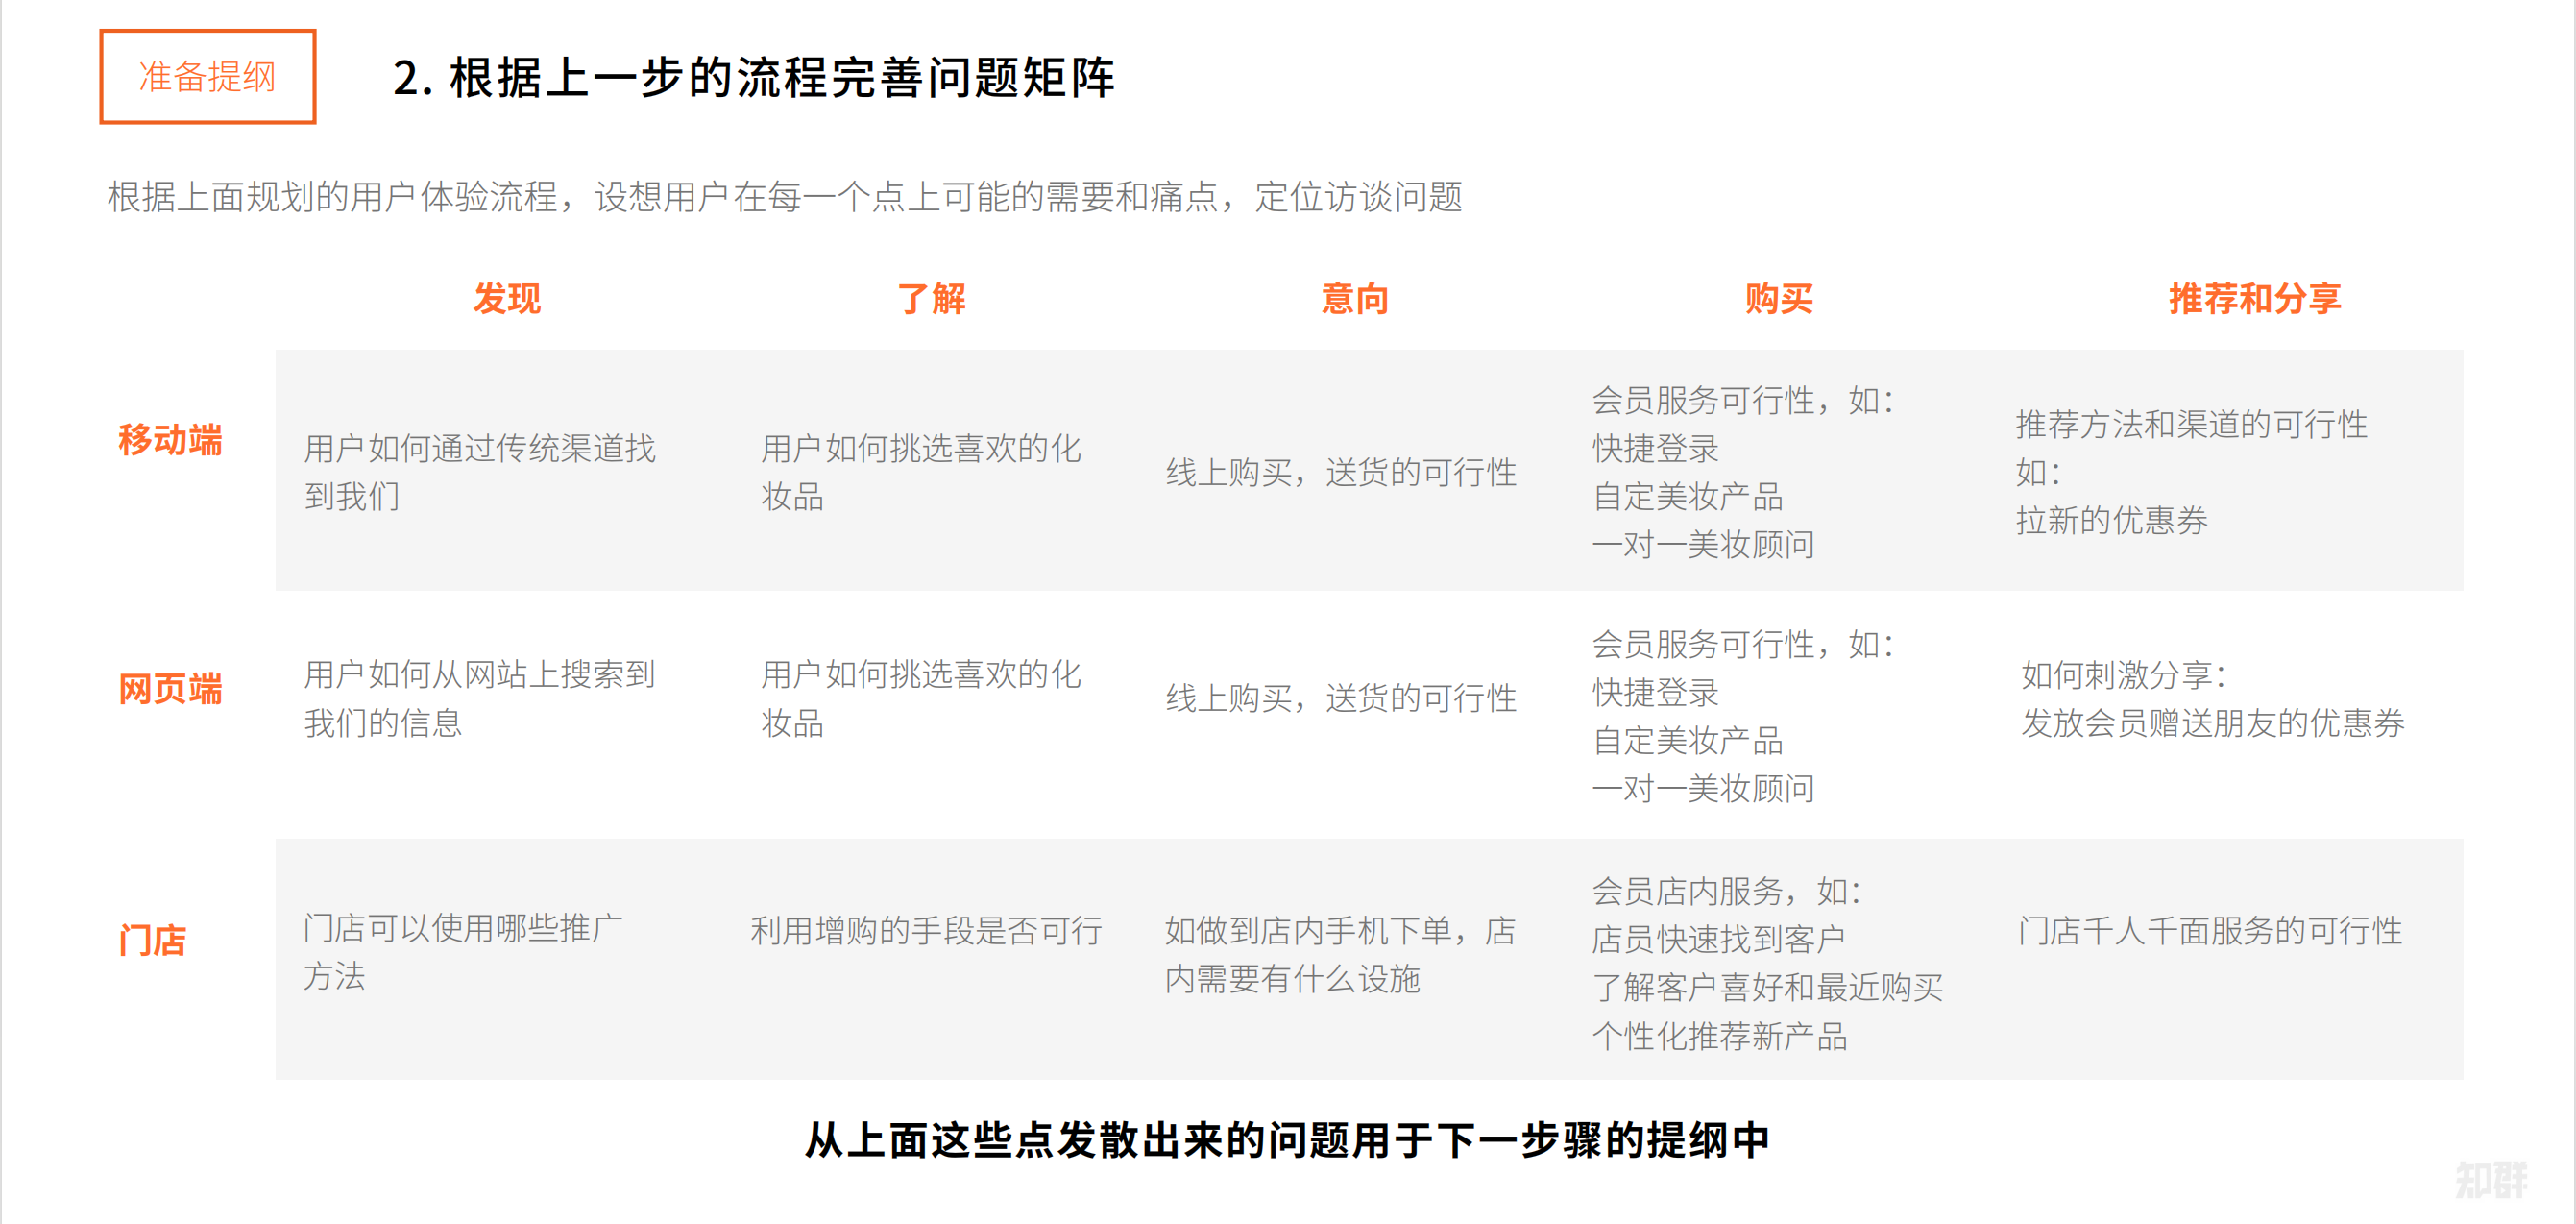 准备提纲
2. 根据上一步的流程完善问题矩阵
根据上面规划的用户体验流程，设想用户在每一个点上可能的需要和痛点，定位访谈问题
发现
了解
意向
购买
推荐和分享
移动端
用户如何通过传统渠道找
到我们
用户如何挑选喜欢的化
妆品
线上购买，送货的可行性
会员服务可行性，如：
快捷登录
自定美妆产品
一对一美妆顾问
推荐方法和渠道的可行性
如：
拉新的优惠券
网页端
用户如何从网站上搜索到
我们的信息
用户如何挑选喜欢的化
妆品
线上购买，送货的可行性
会员服务可行性，如：
快捷登录
自定美妆产品
一对一美妆顾问
如何刺激分享：
发放会员赠送朋友的优惠券
门店
门店可以使用哪些推广
方法
利用增购的手段是否可行
如做到店内手机下单，店
内需要有什么设施
会员店内服务，如：
店员快速找到客户
了解客户喜好和最近购买
个性化推荐新产品
门店千人千面服务的可行性
从上面这些点发散出来的问题用于下一步骤的提纲中
知群